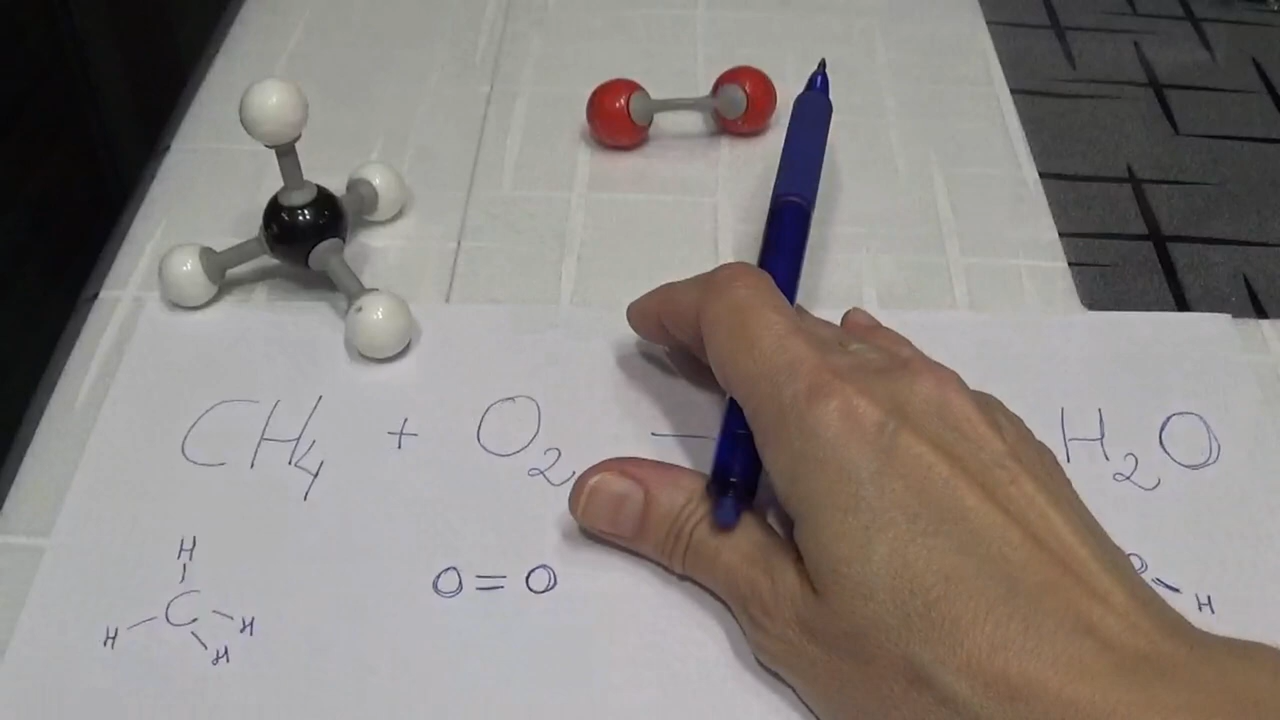 CH4 + O2 — H2O
H
C
H H
H
O = O
H